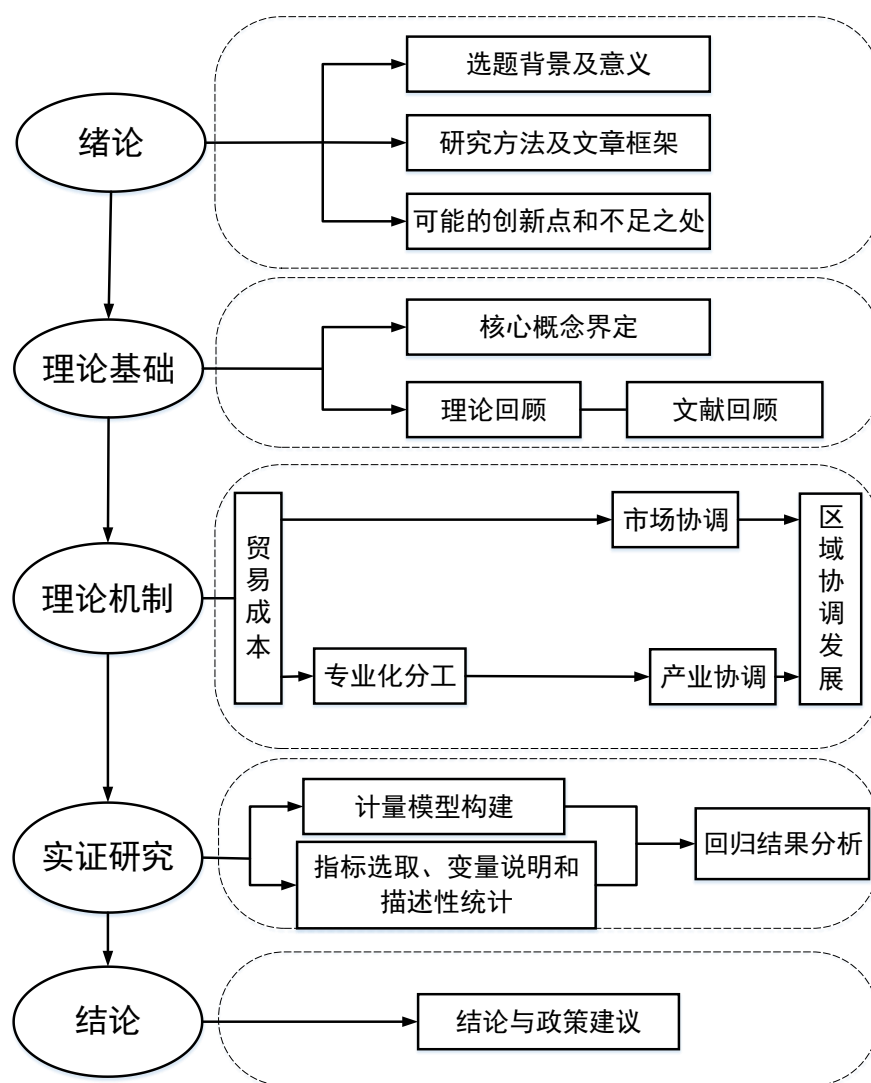 绪论
选题背景及意义
研究方法及文章框架
可能的创新点和不足之处
理论基础
核心概念界定
理论回顾
文献回顾
理论机制
贸易成本
市场协调
专业化分工
产业协调
区域协调发展
实证研究
计量模型构建
指标选取、变量说明和
描述性统计
回归结果分析
结论
结论与政策建议